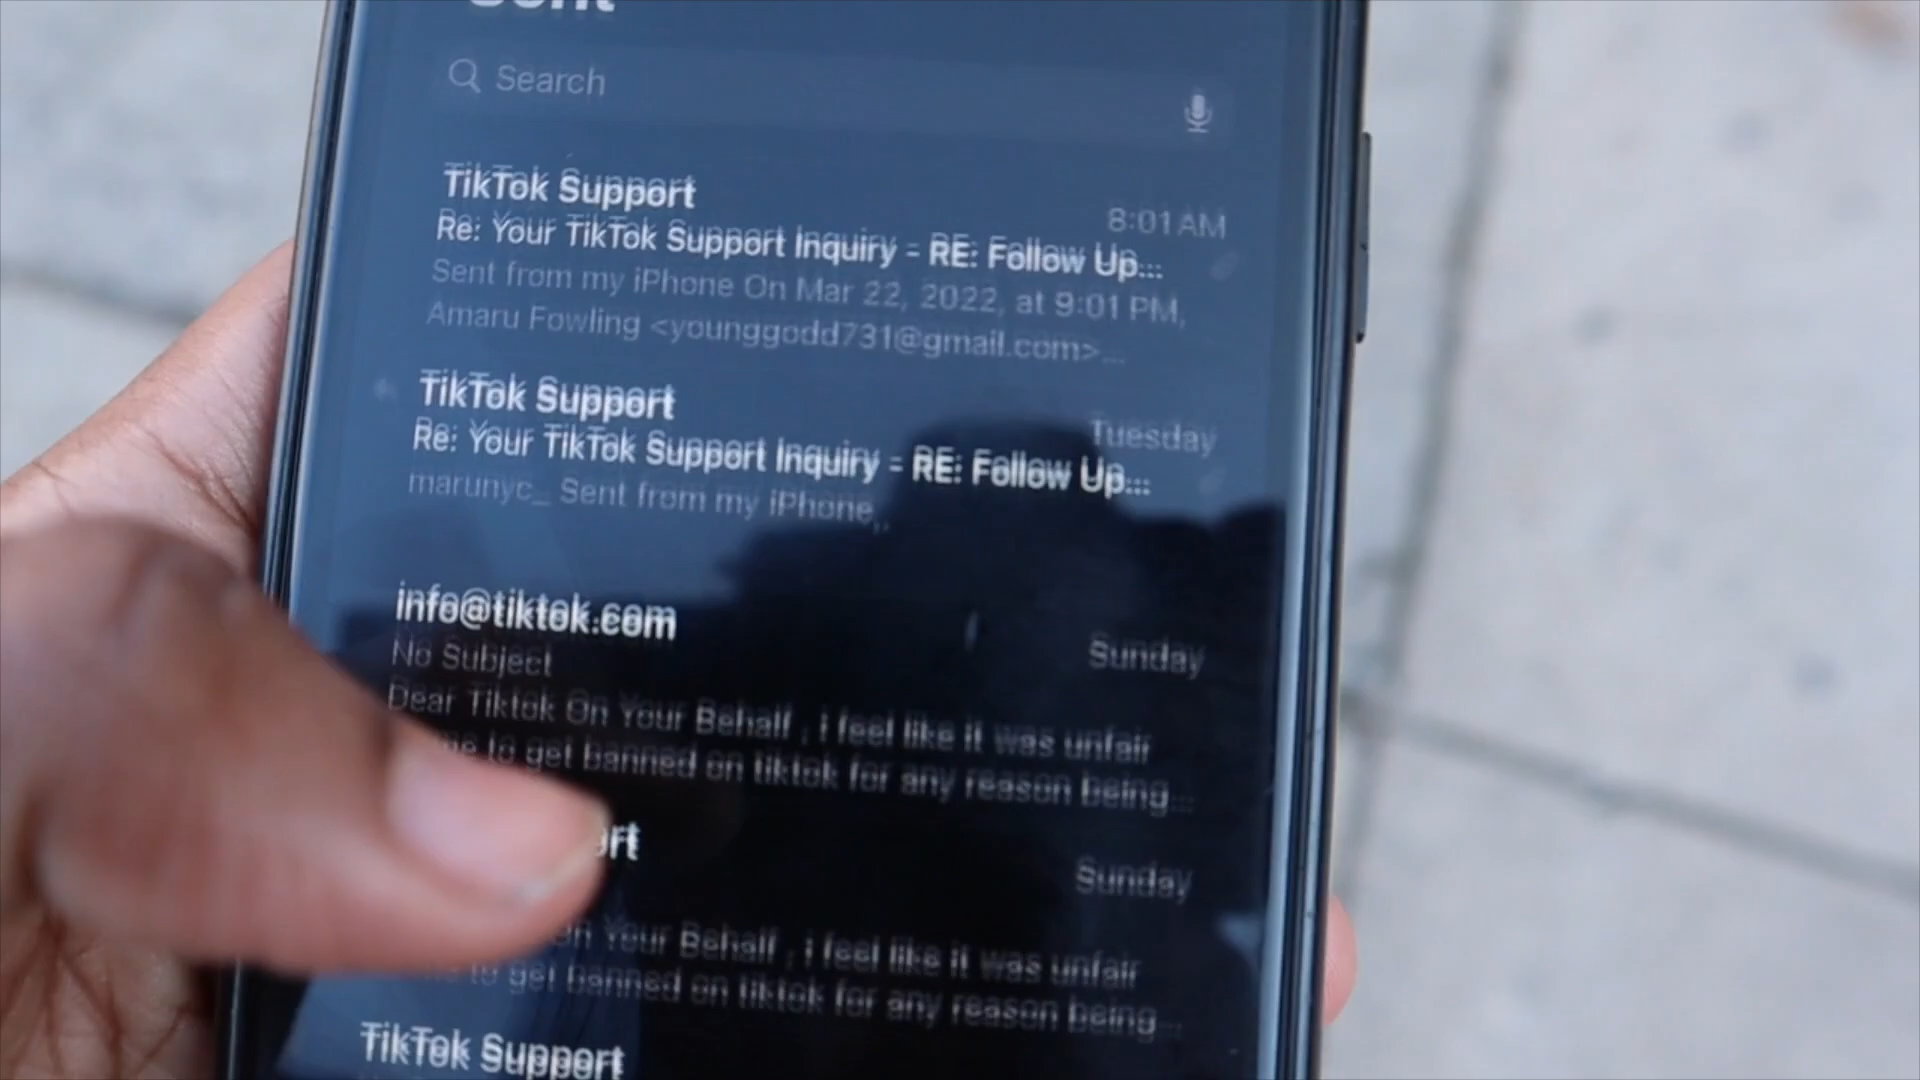 Sent
Search
TikTok Support
8:01 AM
Re: Your TikTok Support Inquiry - RE: Follow Up...
Sent from my iPhone On Mar 22, 2022, at 9:01 PM,
Amaru Fowling <younggodd731@gmail.com>...
TikTok Support
Tuesday
Re: Your TikTok Support Inquiry - RE: Follow Up...
marunyc_ Sent from my iPhone
info@tiktok.com
Sunday
No Subject
Dear Tiktok On Your Behalf , i feel like it was unfair
me to get banned on tiktok for any reason being...
ort
Sunday
On Your Behalf , i feel like it was unfair
to get banned on tiktok for any reason being...
TikTok Support